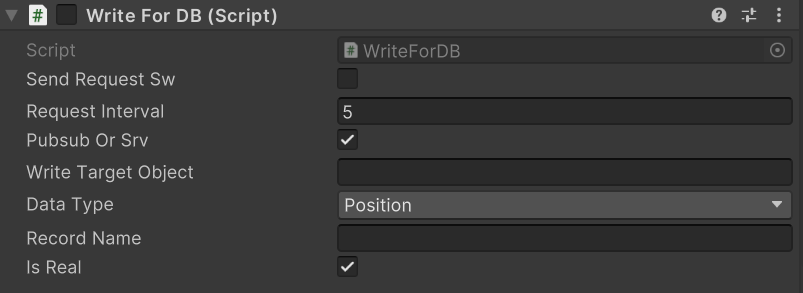 # Write For DB (Script)
Script # WriteForDB
Send Request Sw
Request Interval 5
Pubsub Or Srv
Write Target Object
Data Type Position
Record Name
Is Real